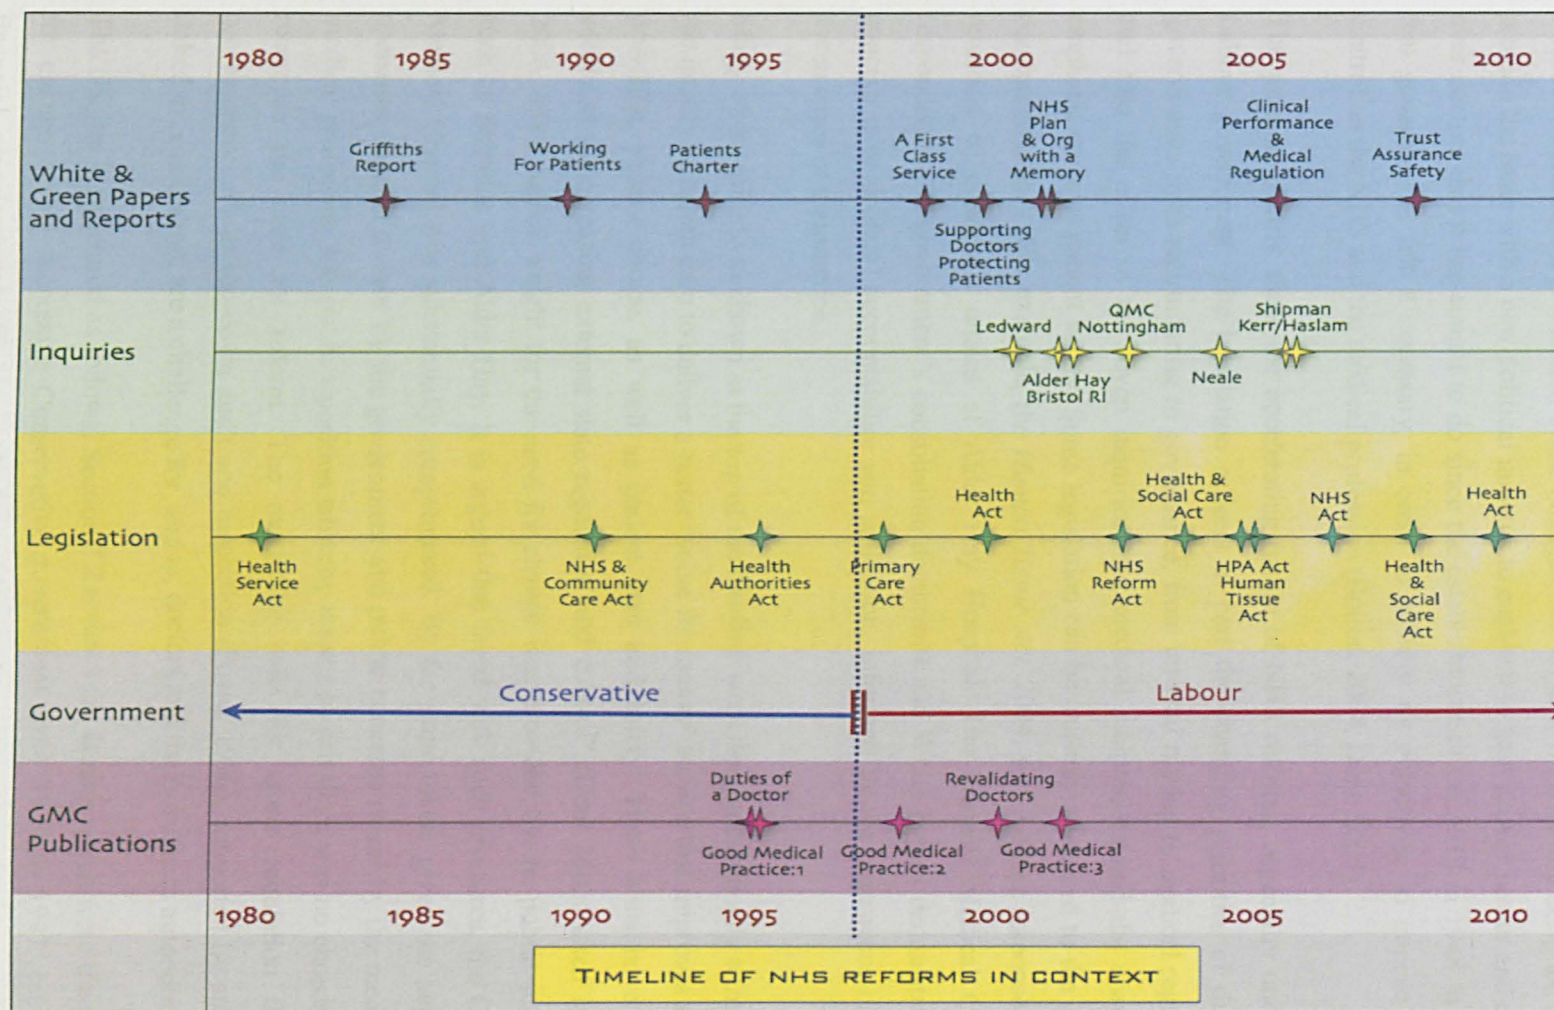 1980 1985 1990 1995 2000 2005 2010
White &
Green Papers
and Reports
Griffiths
Report
Working
For Patients
Patients
Charter
A First
Class
Service
Supporting
Doctors
Protecting
Patients
NHS
Plan
& Org
with a
Memory
Clinical
Performance
&
Medical
Regulation
Trust
Assurance
Safety
Inquiries
Ledward
Alder Hay
Bristol RI
QMC
Nottingham
Neale
Shipman
Kerr/Haslam
Legislation
Health
Service
Act
NHS &
Community
Care Act
Health
Authorities
Act
Primary
Care
Act
Health
Act
NHS
Reform
Act
Health &
Social Care
Act
HPA Act
Human
Tissue
Act
NHS
Act
Health
&
Social
Care
Act
Health
Act
Government
Conservative
Labour
GMC
Publications
Duties of
a Doctor
Good Medical
Practice:1
Good Medical
Practice:2
Revalidating
Doctors
Good Medical
Practice:3
1980 1985 1990 1995 2000 2005 2010
TIMELINE OF NHS REFORMS IN CONTEXT